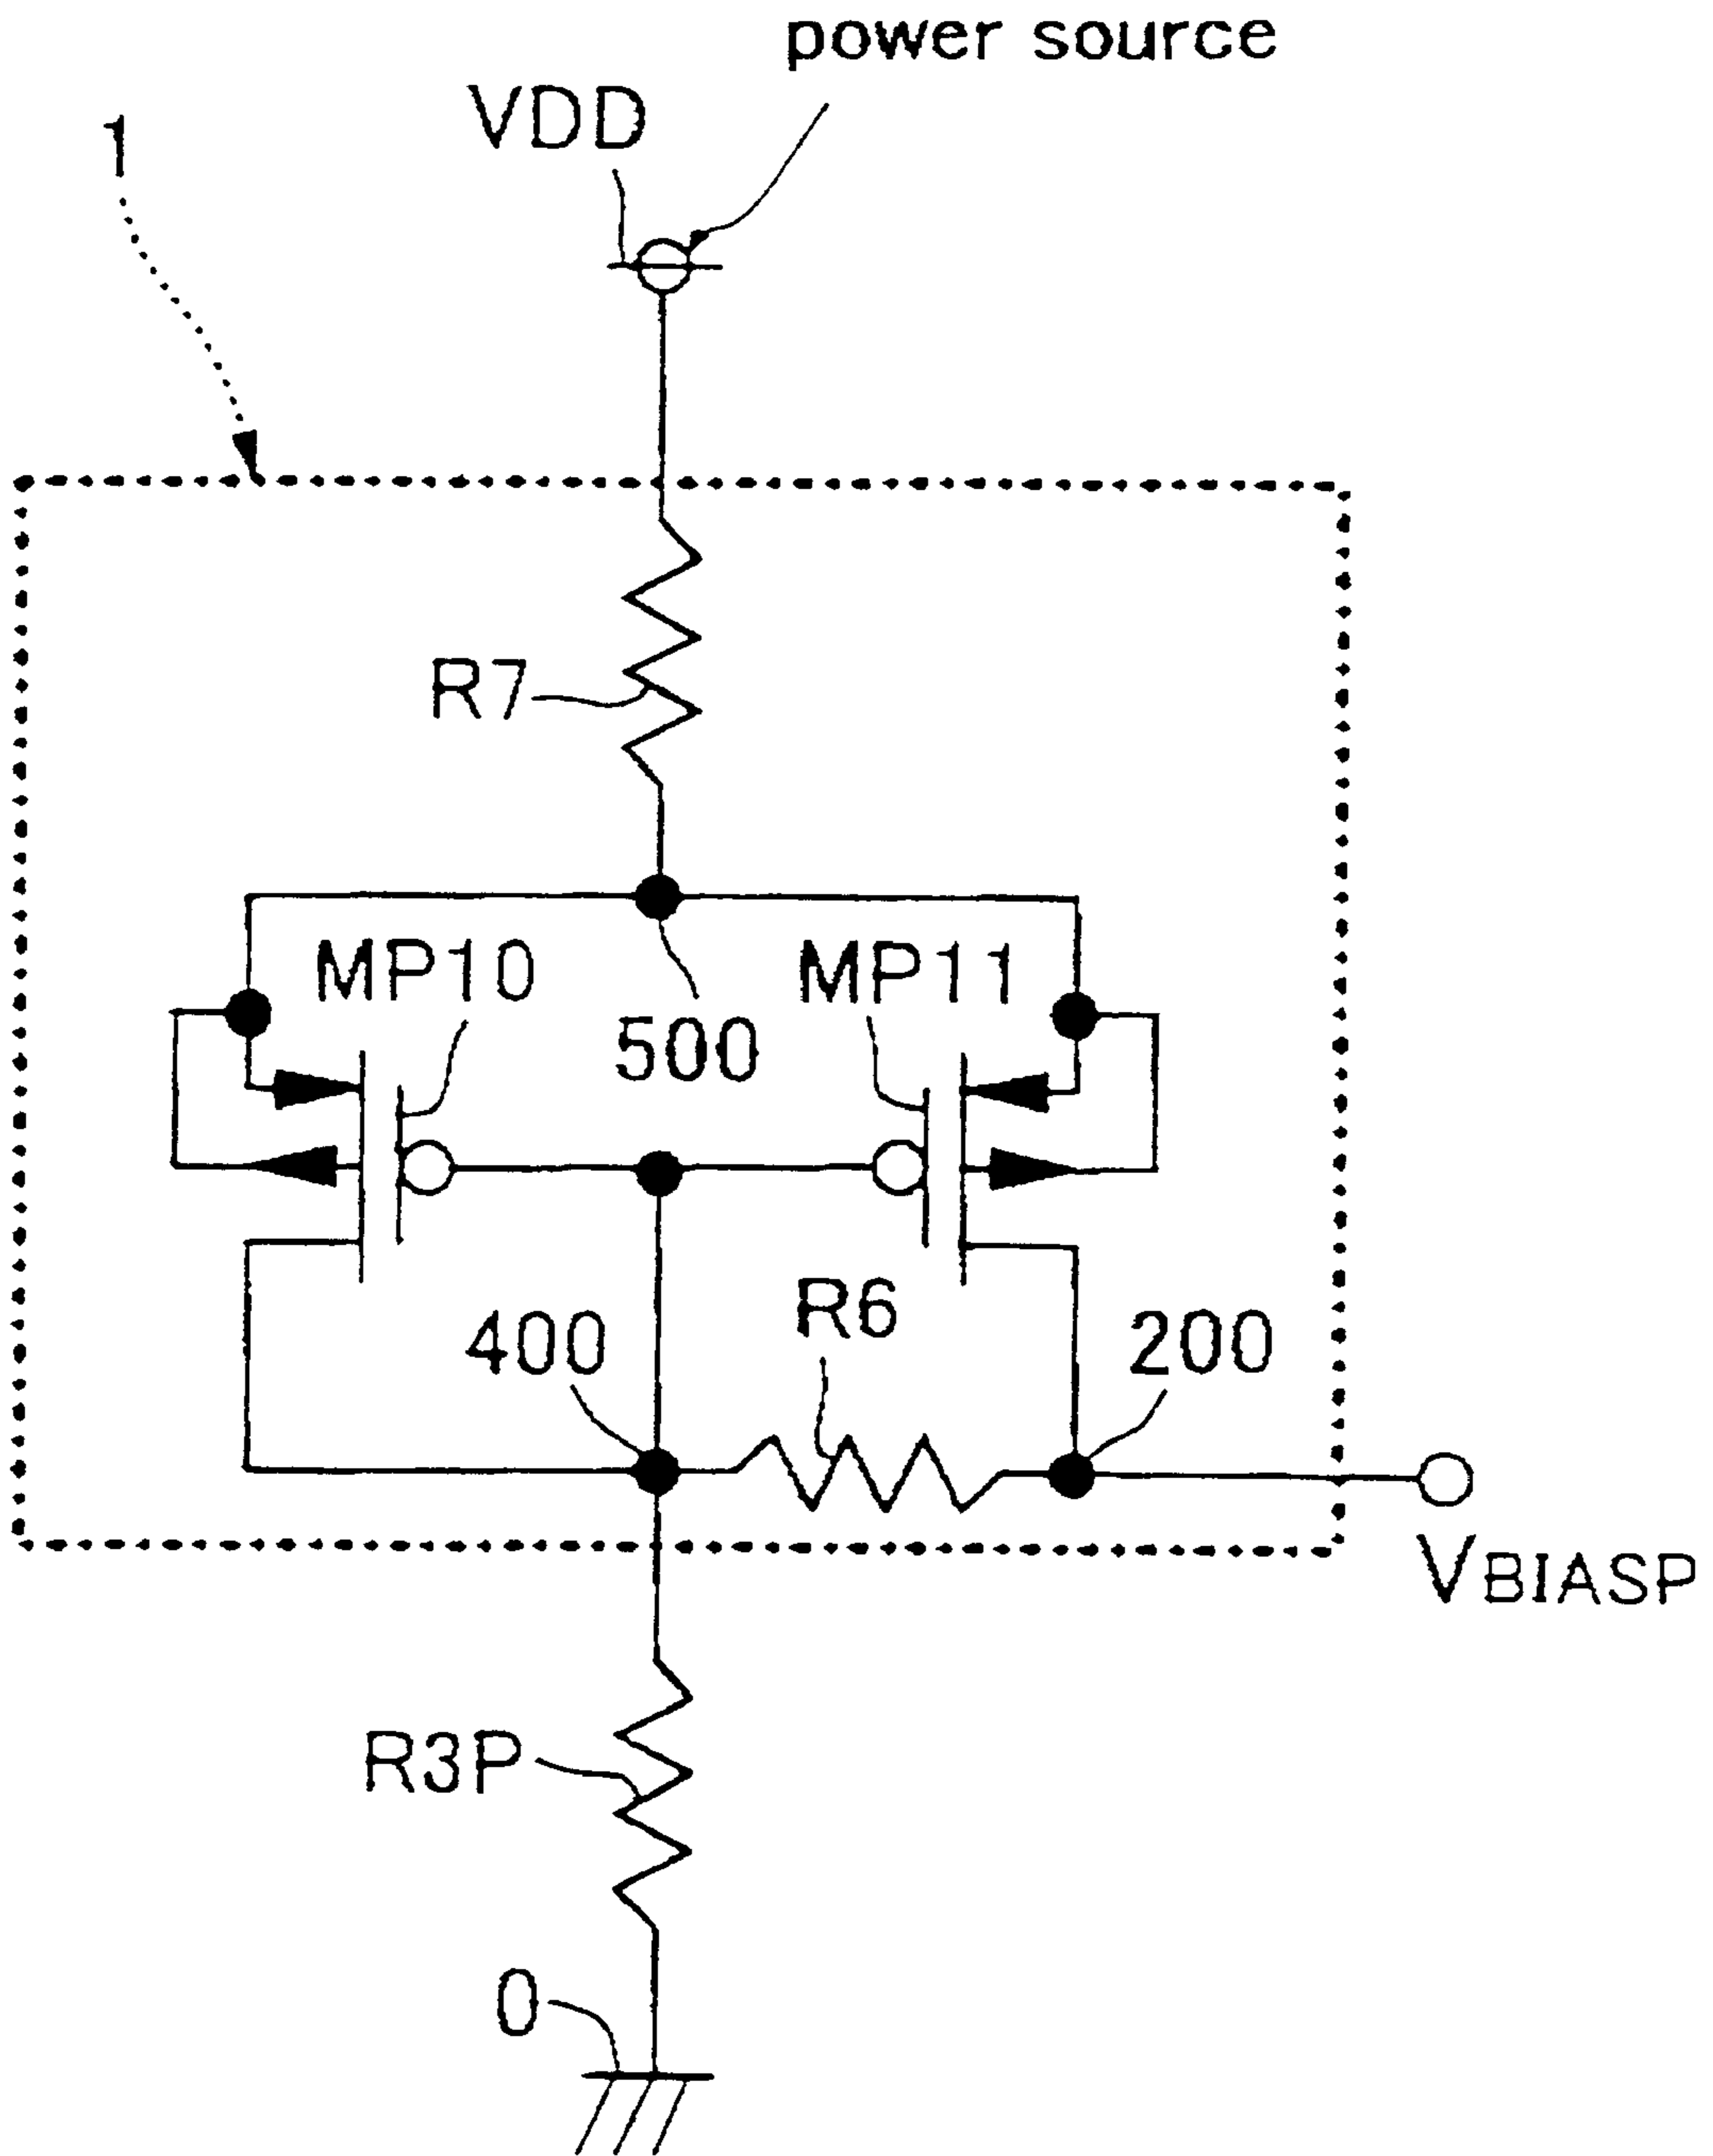 power source
VDD
1
R7
MP10
MP11
500
R6
400
200
VBIASP
R3P
0